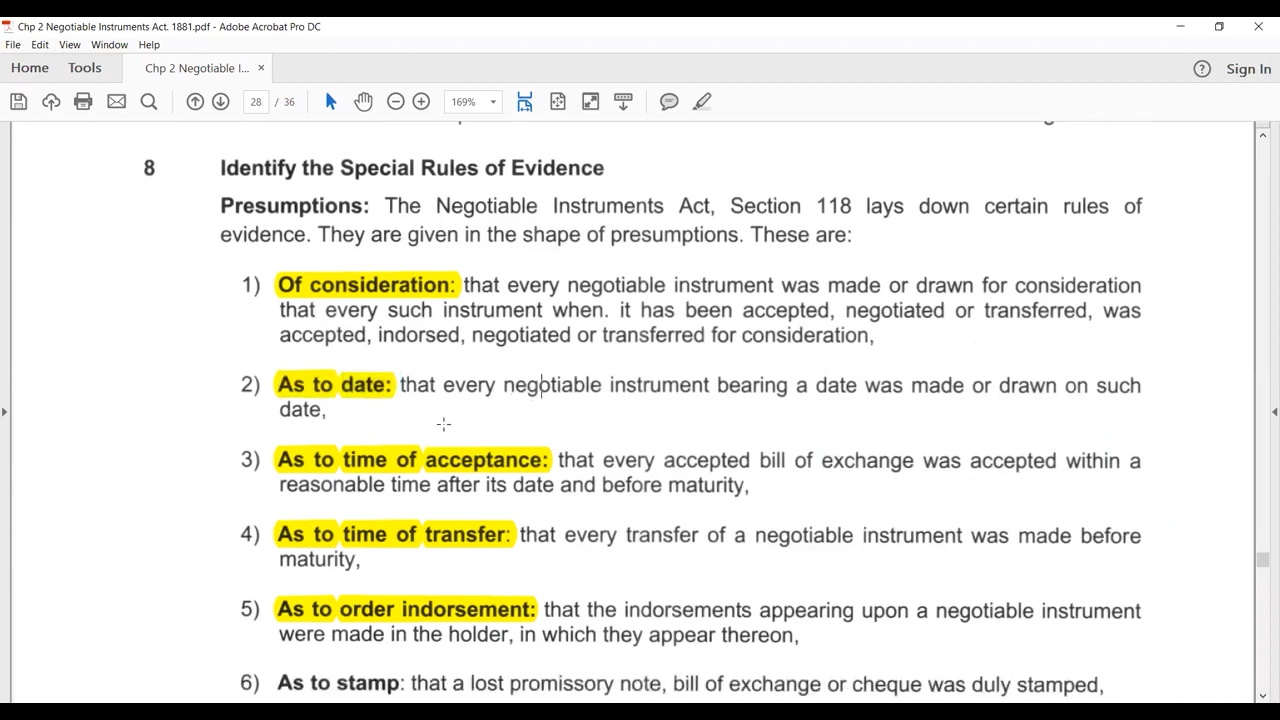 Chp 2 Negotiable Instruments Act. 1881.pdf - Adobe Acrobat Pro DC
File Edit View Window Help
Home Tools Chp 2 Negotiable I... × Sign In
28 / 36 169%
8 Identify the Special Rules of Evidence
Presumptions: The Negotiable Instruments Act, Section 118 lays down certain rules of
evidence. They are given in the shape of presumptions. These are:
1) Of consideration: that every negotiable instrument was made or drawn for consideration
that every such instrument when. it has been accepted, negotiated or transferred, was
accepted, indorsed, negotiated or transferred for consideration,
2) As to date: that every negotiable instrument bearing a date was made or drawn on such
date,
3) As to time of acceptance: that every accepted bill of exchange was accepted within a
reasonable time after its date and before maturity,
4) As to time of transfer: that every transfer of a negotiable instrument was made before
maturity,
5) As to order indorsement: that the indorsements appearing upon a negotiable instrument
were made in the holder, in which they appear thereon,
6) As to stamp: that a lost promissory note, bill of exchange or cheque was duly stamped,